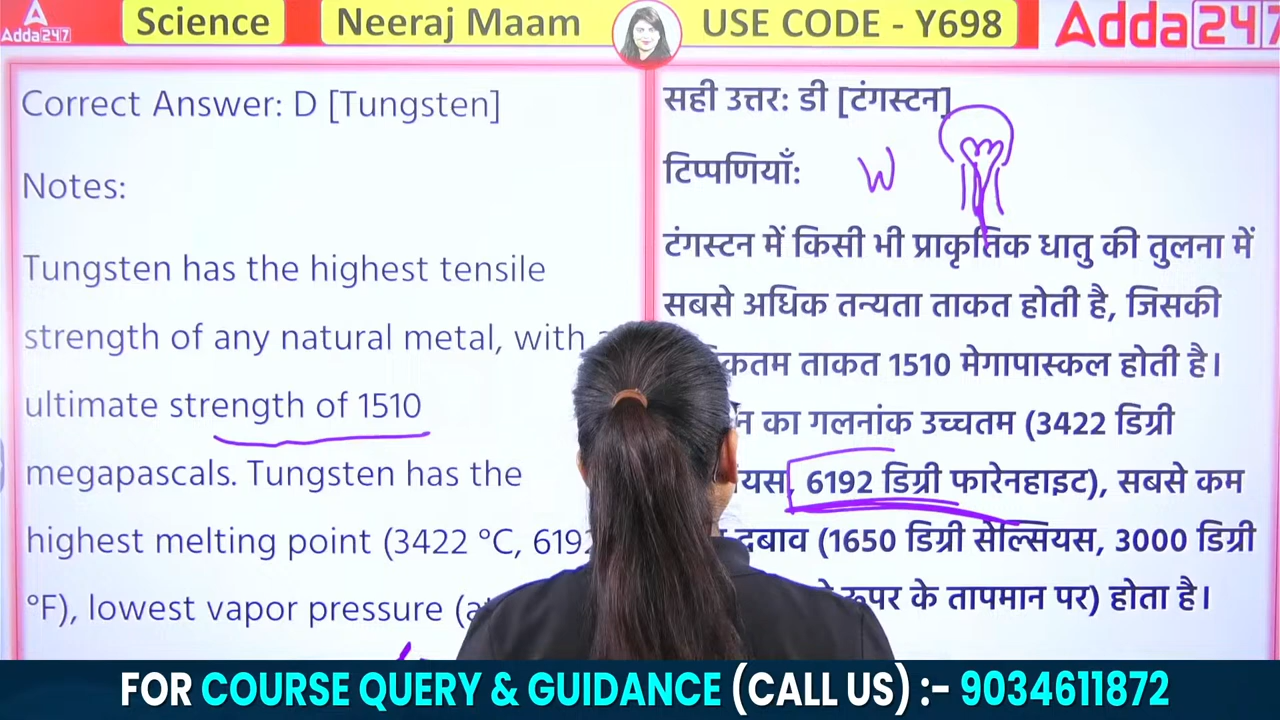 Adda247
Science
Neeraj Maam
USE CODE - Y698
Adda247
Correct Answer: D [Tungsten]
Notes:
Tungsten has the highest tensile
strength of any natural metal, with
ultimate strength of 1510
megapascals. Tungsten has the
highest melting point (3422 °C, 619
°F), lowest vapor pressure (a
सही उत्तर: डी [टंगस्टन]
टिप्पणियाँ:
W
टंगस्टन में किसी भी प्राकृतिक धातु की तुलना में
सबसे अधिक तन्यता ताकत होती है, जिसकी
कतम ताकत 1510 मेगापास्कल होती है।
न का गलनांक उच्चतम (3422 डिग्री
यस, 6192 डिग्री फारेनहाइट), सबसे कम
दबाव (1650 डिग्री सेल्सियस, 3000 डिग्री
रूपर के तापमान पर) होता है।
FOR COURSE QUERY & GUIDANCE (CALL US) :- 9034611872